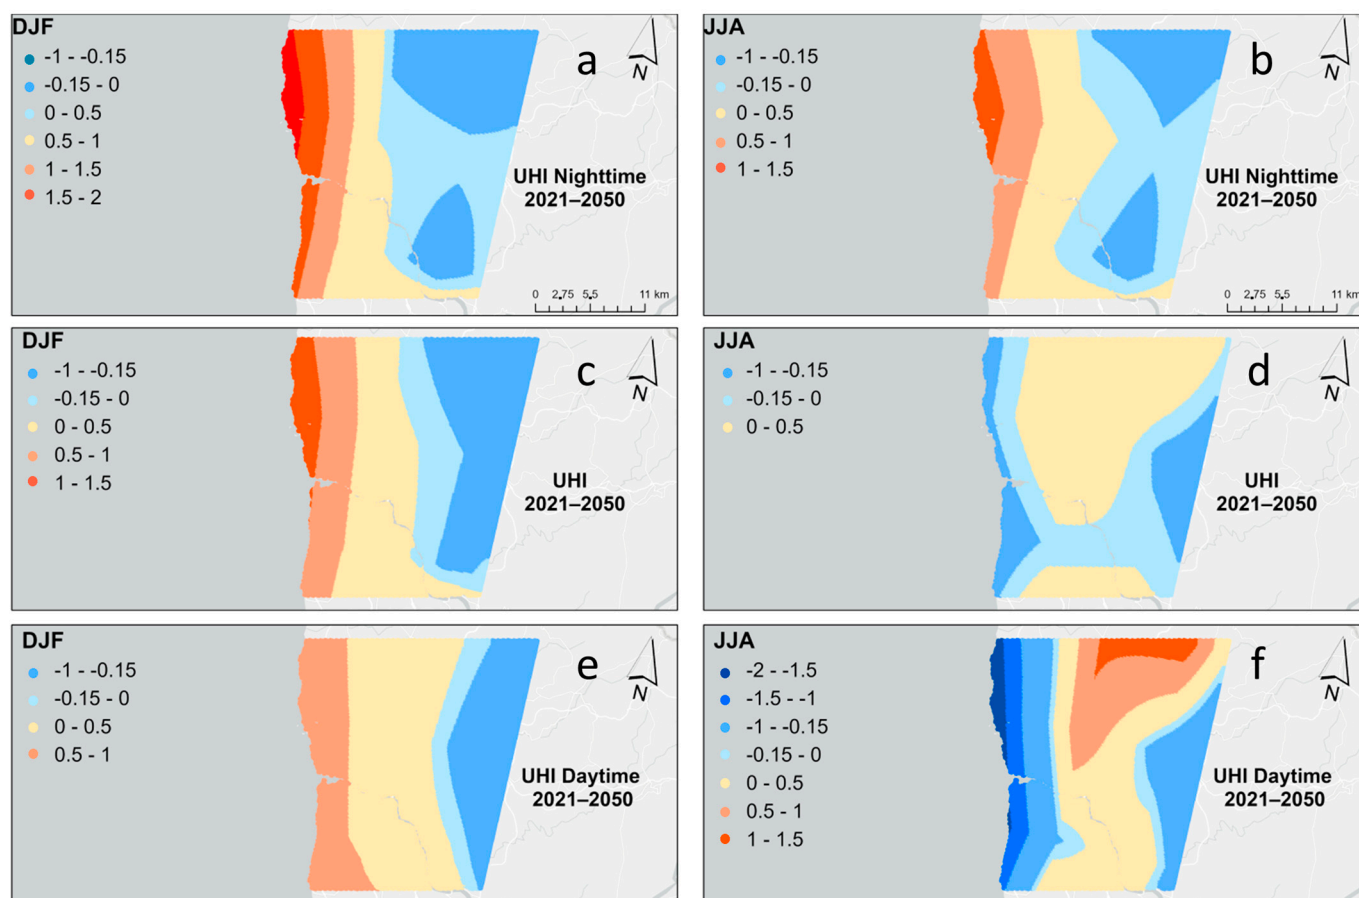 DJF
-1 - -0.15
-0.15 - 0
0 - 0.5
0.5 - 1
1 - 1.5
1.5 - 2
a
N
UHI Nighttime
2021–2050
0 2.75 5.5 11 km
JJA
-1 - -0.15
-0.15 - 0
0 - 0.5
0.5 - 1
1 - 1.5
b
N
UHI Nighttime
2021–2050
0 2.75 5.5 11 km
DJF
-1 - -0.15
-0.15 - 0
0 - 0.5
0.5 - 1
1 - 1.5
c
N
UHI
2021–2050
JJA
-1 - -0.15
-0.15 - 0
0 - 0.5
d
N
UHI
2021–2050
DJF
-1 - -0.15
-0.15 - 0
0 - 0.5
0.5 - 1
e
N
UHI Daytime
2021–2050
JJA
-2 - -1.5
-1.5 - -1
-1 - -0.15
-0.15 - 0
0 - 0.5
0.5 - 1
1 - 1.5
f
N
UHI Daytime
2021–2050